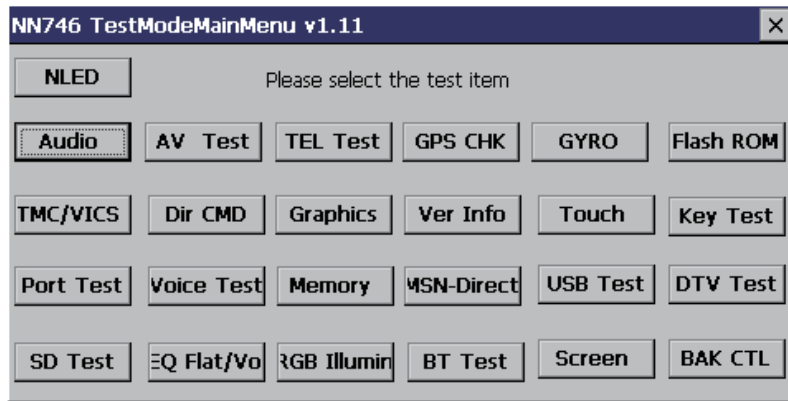 NN746 TestModeMainMenu v1.11
NLED Please select the test item
Audio AV Test TEL Test GPS CHK GYRO Flash ROM
TMC/VICS Dir CMD Graphics Ver Info Touch Key Test
Port Test Voice Test Memory MSN-Direct USB Test DTV Test
SD Test EQ Flat/Vo RGB Illumin BT Test Screen BAK CTL